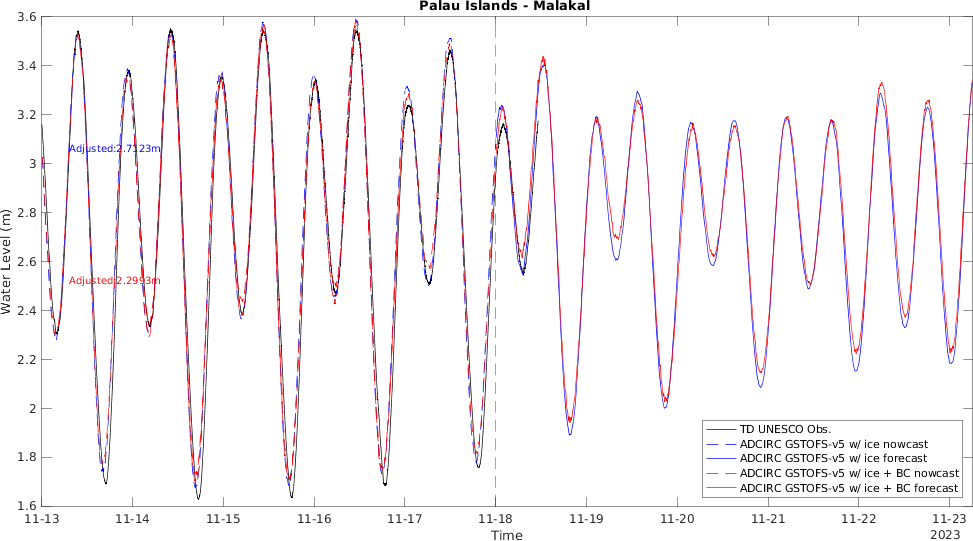 Palau Islands - Malakal
3.6
3.4
3.2
3
2.8
2.6
2.4
2.2
2
1.8
1.6
Water Level (m)
Adjusted:2.7123m
Adjusted:2.2993m
TD UNESCO Obs.
ADCIRC GSTOFS-v5 w/ ice nowcast
ADCIRC GSTOFS-v5 w/ ice forecast
ADCIRC GSTOFS-v5 w/ ice + BC nowcast
ADCIRC GSTOFS-v5 w/ ice + BC forecast
11-13 11-14 11-15 11-16 11-17 11-18 11-19 11-20 11-21 11-22 11-23
Time
2023